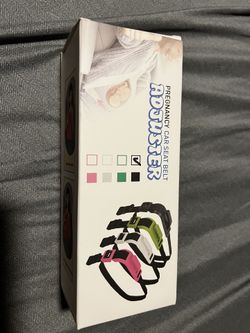 PREGNANCY CAR SEAT BELT
ADJUSTER